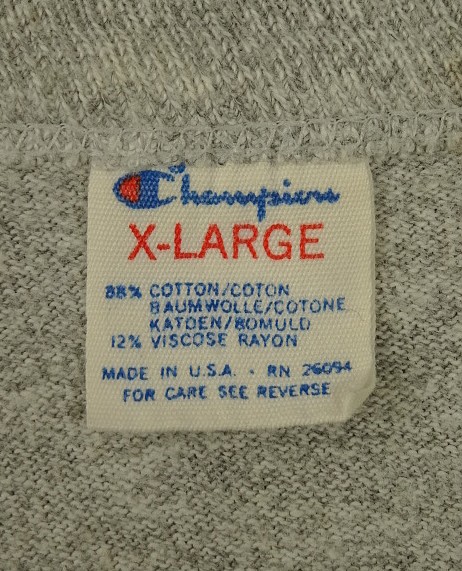 Champion
X-LARGE
88% COTTON/COTON
BAUMWOLLE/COTONE
KATOEN/BOMULD
12% VISCOSE RAYON
MADE IN U.S.A. - RN 26094
FOR CARE SEE REVERSE